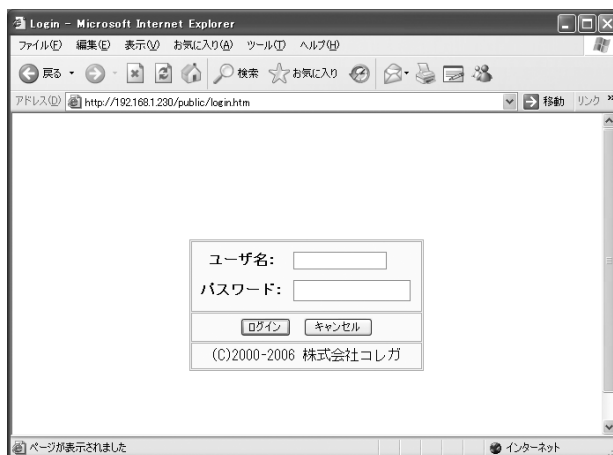 Login - Microsoft Internet Explorer
ファイル(F) 編集(E) 表示(V) お気に入り(A) ツール(T) ヘルプ(H)
戻る 検索 お気に入り
アドレス(D) http://192.168.1.230/public/login.htm 移動 リンク »
ユーザ名:
パスワード:
ログイン キャンセル
(C)2000-2006 株式会社コレガ
ページが表示されました インターネット